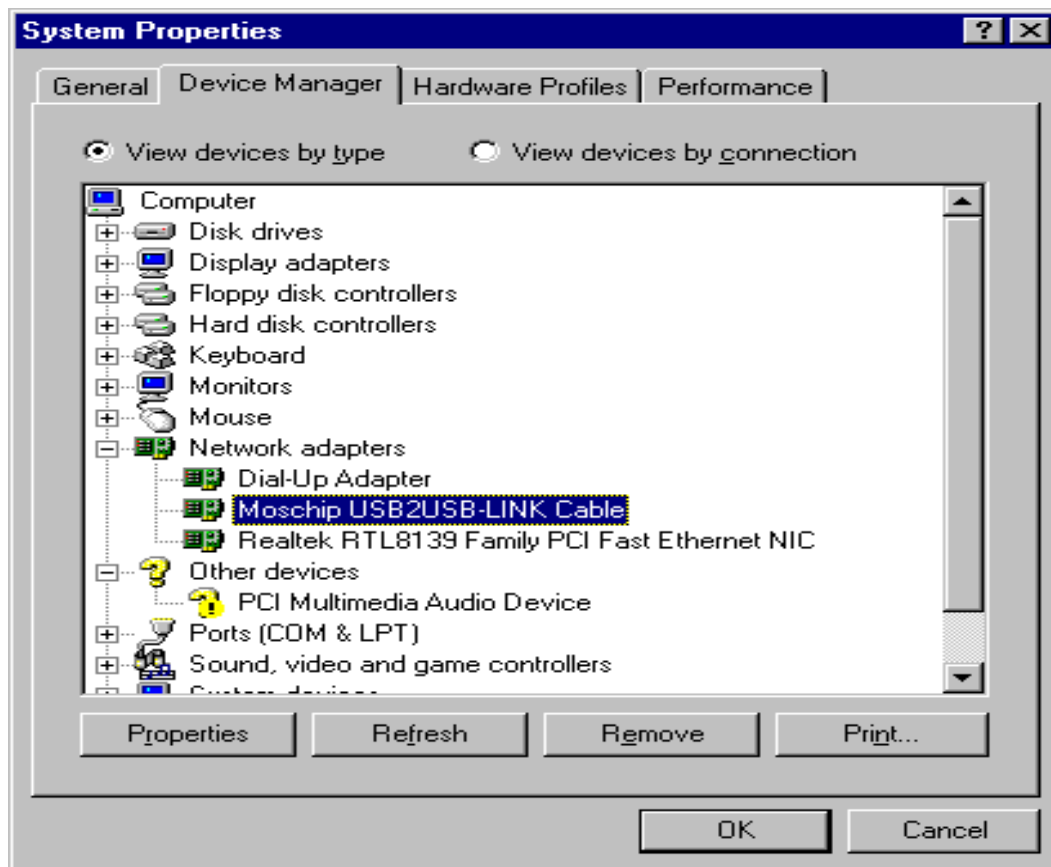 System Properties
General Device Manager Hardware Profiles Performance
View devices by type View devices by connection
Computer
Disk drives
Display adapters
Floppy disk controllers
Hard disk controllers
Keyboard
Monitors
Mouse
Network adapters
Dial-Up Adapter
Moschip USB2USB-LINK Cable
Realtek RTL8139 Family PCI Fast Ethernet NIC
Other devices
PCI Multimedia Audio Device
Ports (COM & LPT)
Sound, video and game controllers
System devices
Properties Refresh Remove Print...
OK Cancel